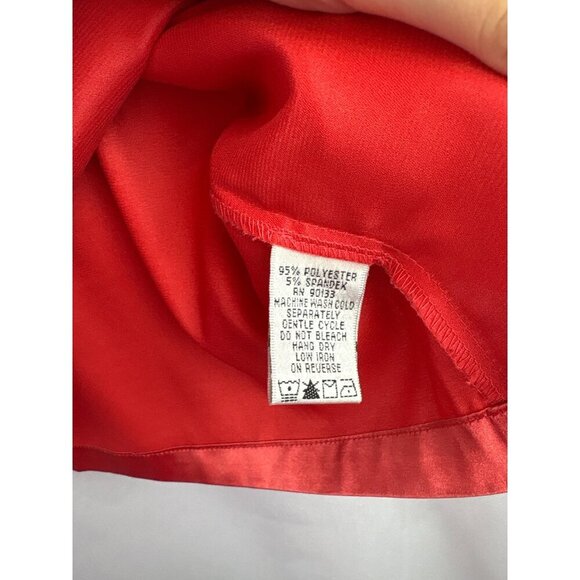 95% POLYESTER
5% SPANDEX
RN 90133
MACHINE WASH COLD
SEPARATELY
GENTLE CYCLE
DO NOT BLEACH
HANG DRY
LOW IRON
ON REVERSE